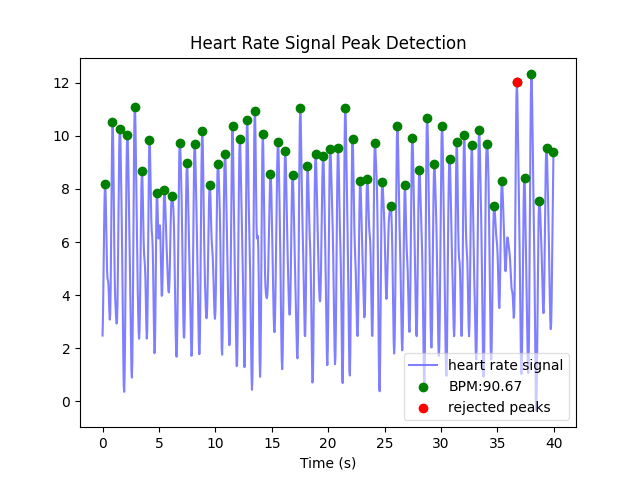 Heart Rate Signal Peak Detection
12
10
8
6
4
2
0
heart rate signal
BPM:90.67
rejected peaks
0 5 10 15 20 25 30 35 40
Time (s)